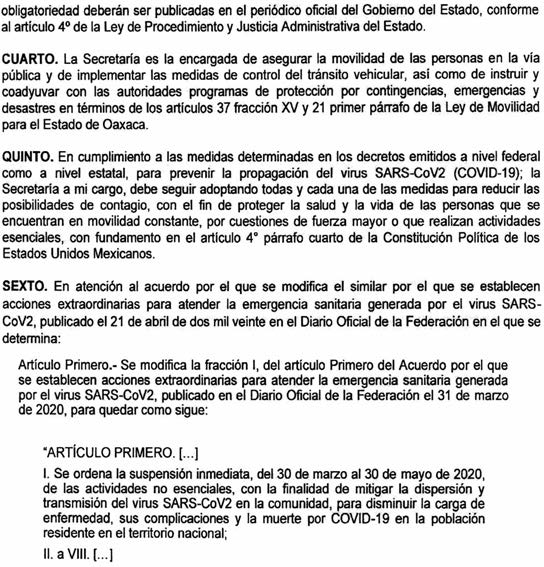 obligatoriedad deberán ser publicadas en el periódico oficial del Gobierno del Estado, conforme
al artículo 4º de la Ley de Procedimiento y Justicia Administrativa del Estado.
CUARTO. La Secretaría es la encargada de asegurar la movilidad de las personas en la vía
pública y de implementar las medidas de control del tránsito vehicular, así como de instruir y
coadyuvar con las autoridades programas de protección por contingencias, emergencias y
desastres en términos de los artículos 37 fracción XV y 21 primer párrafo de la Ley de Movilidad
para el Estado de Oaxaca.
QUINTO. En cumplimiento a las medidas determinadas en los decretos emitidos a nivel federal
como a nivel estatal, para prevenir la propagación del virus SARS-CoV2 (COVID-19); la
Secretaría a mi cargo, debe seguir adoptando todas y cada una de las medidas para reducir las
posibilidades de contagio, con el fin de proteger la salud y la vida de las personas que se
encuentran en movilidad constante, por cuestiones de fuerza mayor o que realizan actividades
esenciales, con fundamento en el artículo 4° párrafo cuarto de la Constitución Política de los
Estados Unidos Mexicanos.
SEXTO. En atención al acuerdo por el que se modifica el similar por el que se establecen
acciones extraordinarias para atender la emergencia sanitaria generada por el virus SARS-
CoV2, publicado el 21 de abril de dos mil veinte en el Diario Oficial de la Federación en el que se
determina:
Artículo Primero.- Se modifica la fracción I, del artículo Primero del Acuerdo por el que
se establecen acciones extraordinarias para atender la emergencia sanitaria generada
por el virus SARS-CoV2, publicado en el Diario Oficial de la Federación el 31 de marzo
de 2020, para quedar como sigue:
"ARTÍCULO PRIMERO. [...]
I. Se ordena la suspensión inmediata, del 30 de marzo al 30 de mayo de 2020,
de las actividades no esenciales, con la finalidad de mitigar la dispersión y
transmisión del virus SARS-CoV2 en la comunidad, para disminuir la carga de
enfermedad, sus complicaciones y la muerte por COVID-19 en la población
residente en el territorio nacional;
II. a VIII. [...]